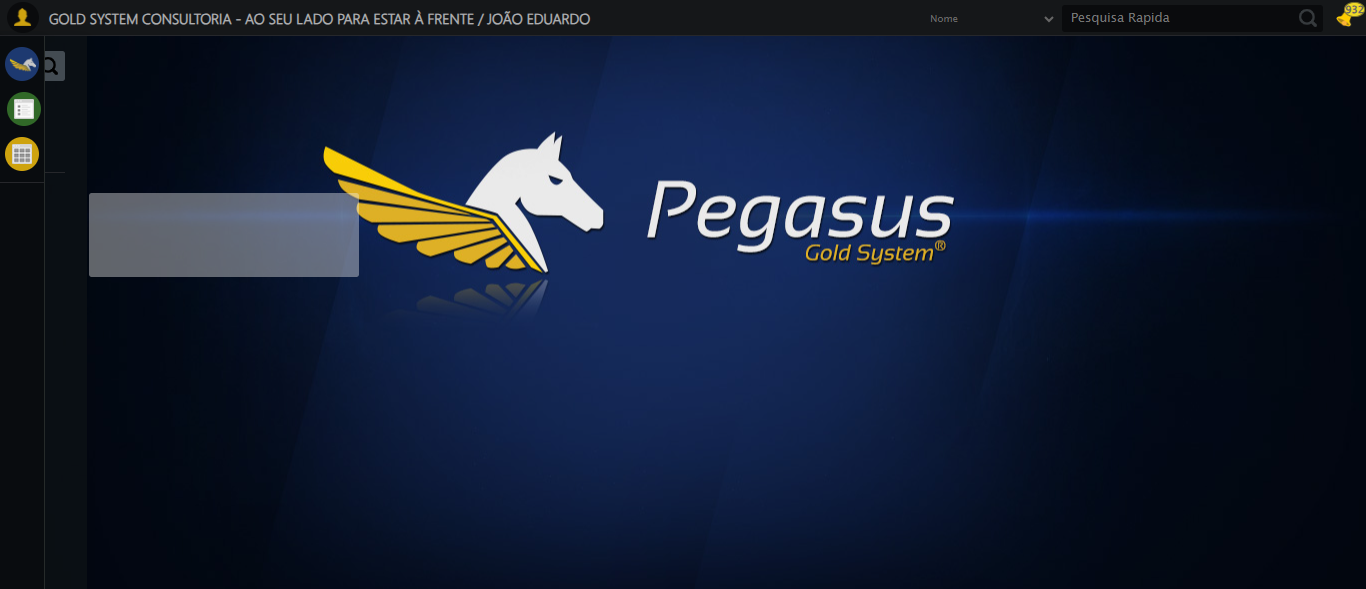 GOLD SYSTEM CONSULTORIA - AO SEU LADO PARA ESTAR À FRENTE / JOÃO EDUARDO
Nome
Pesquisa Rapida
932
Pegasus
Gold System®